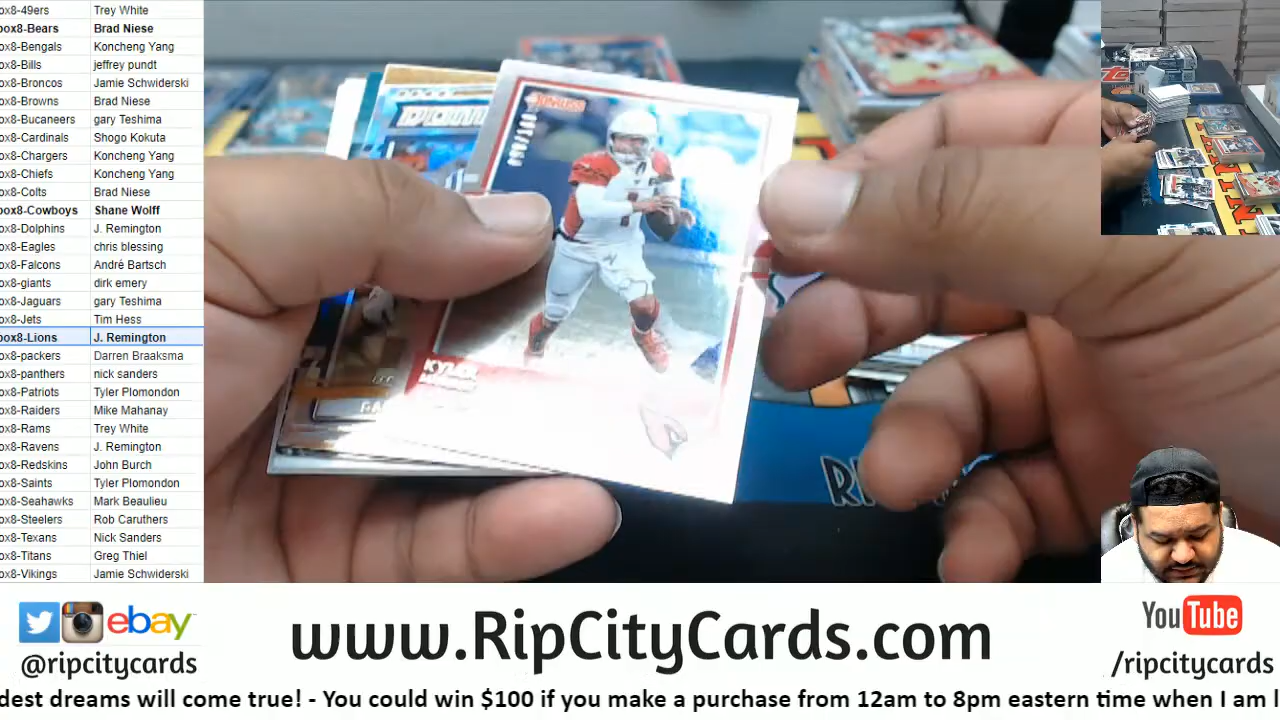 ox8-49ers Trey White
box8-Bears Brad Niese
ox8-Bengals Koncheng Yang
ox8-Bills jeffrey pundt
ox8-Broncos Jamie Schwiderski
ox8-Browns Brad Niese
ox8-Bucaneers gary Teshima
ox8-Cardinals Shogo Kokuta
ox8-Chargers Koncheng Yang
ox8-Chiefs Koncheng Yang
ox8-Colts Brad Niese
box8-Cowboys Shane Wolff
ox8-Dolphins J. Remington
ox8-Eagles chris blessing
ox8-Falcons André Bartsch
ox8-giants dirk emery
ox8-Jaguars gary Teshima
ox8-Jets Tim Hess
box8-Lions J. Remington
ox8-packers Darren Braaksma
ox8-panthers nick sanders
ox8-Patriots Tyler Plomondon
ox8-Raiders Mike Mahanay
ox8-Rams Trey White
ox8-Ravens J. Remington
ox8-Redskins John Burch
ox8-Saints Tyler Plomondon
ox8-Seahawks Mark Beaulieu
ox8-Steelers Rob Caruthers
ox8-Texans Nick Sanders
ox8-Titans Greg Thiel
ox8-Vikings Jamie Schwiderski
DONRUSS
KYLER
ebay
@ripcitycards
www.RipCityCards.com
YouTube
/ripcitycards
dest dreams will come true! - You could win $100 if you make a purchase from 12am to 8pm eastern time when I am l